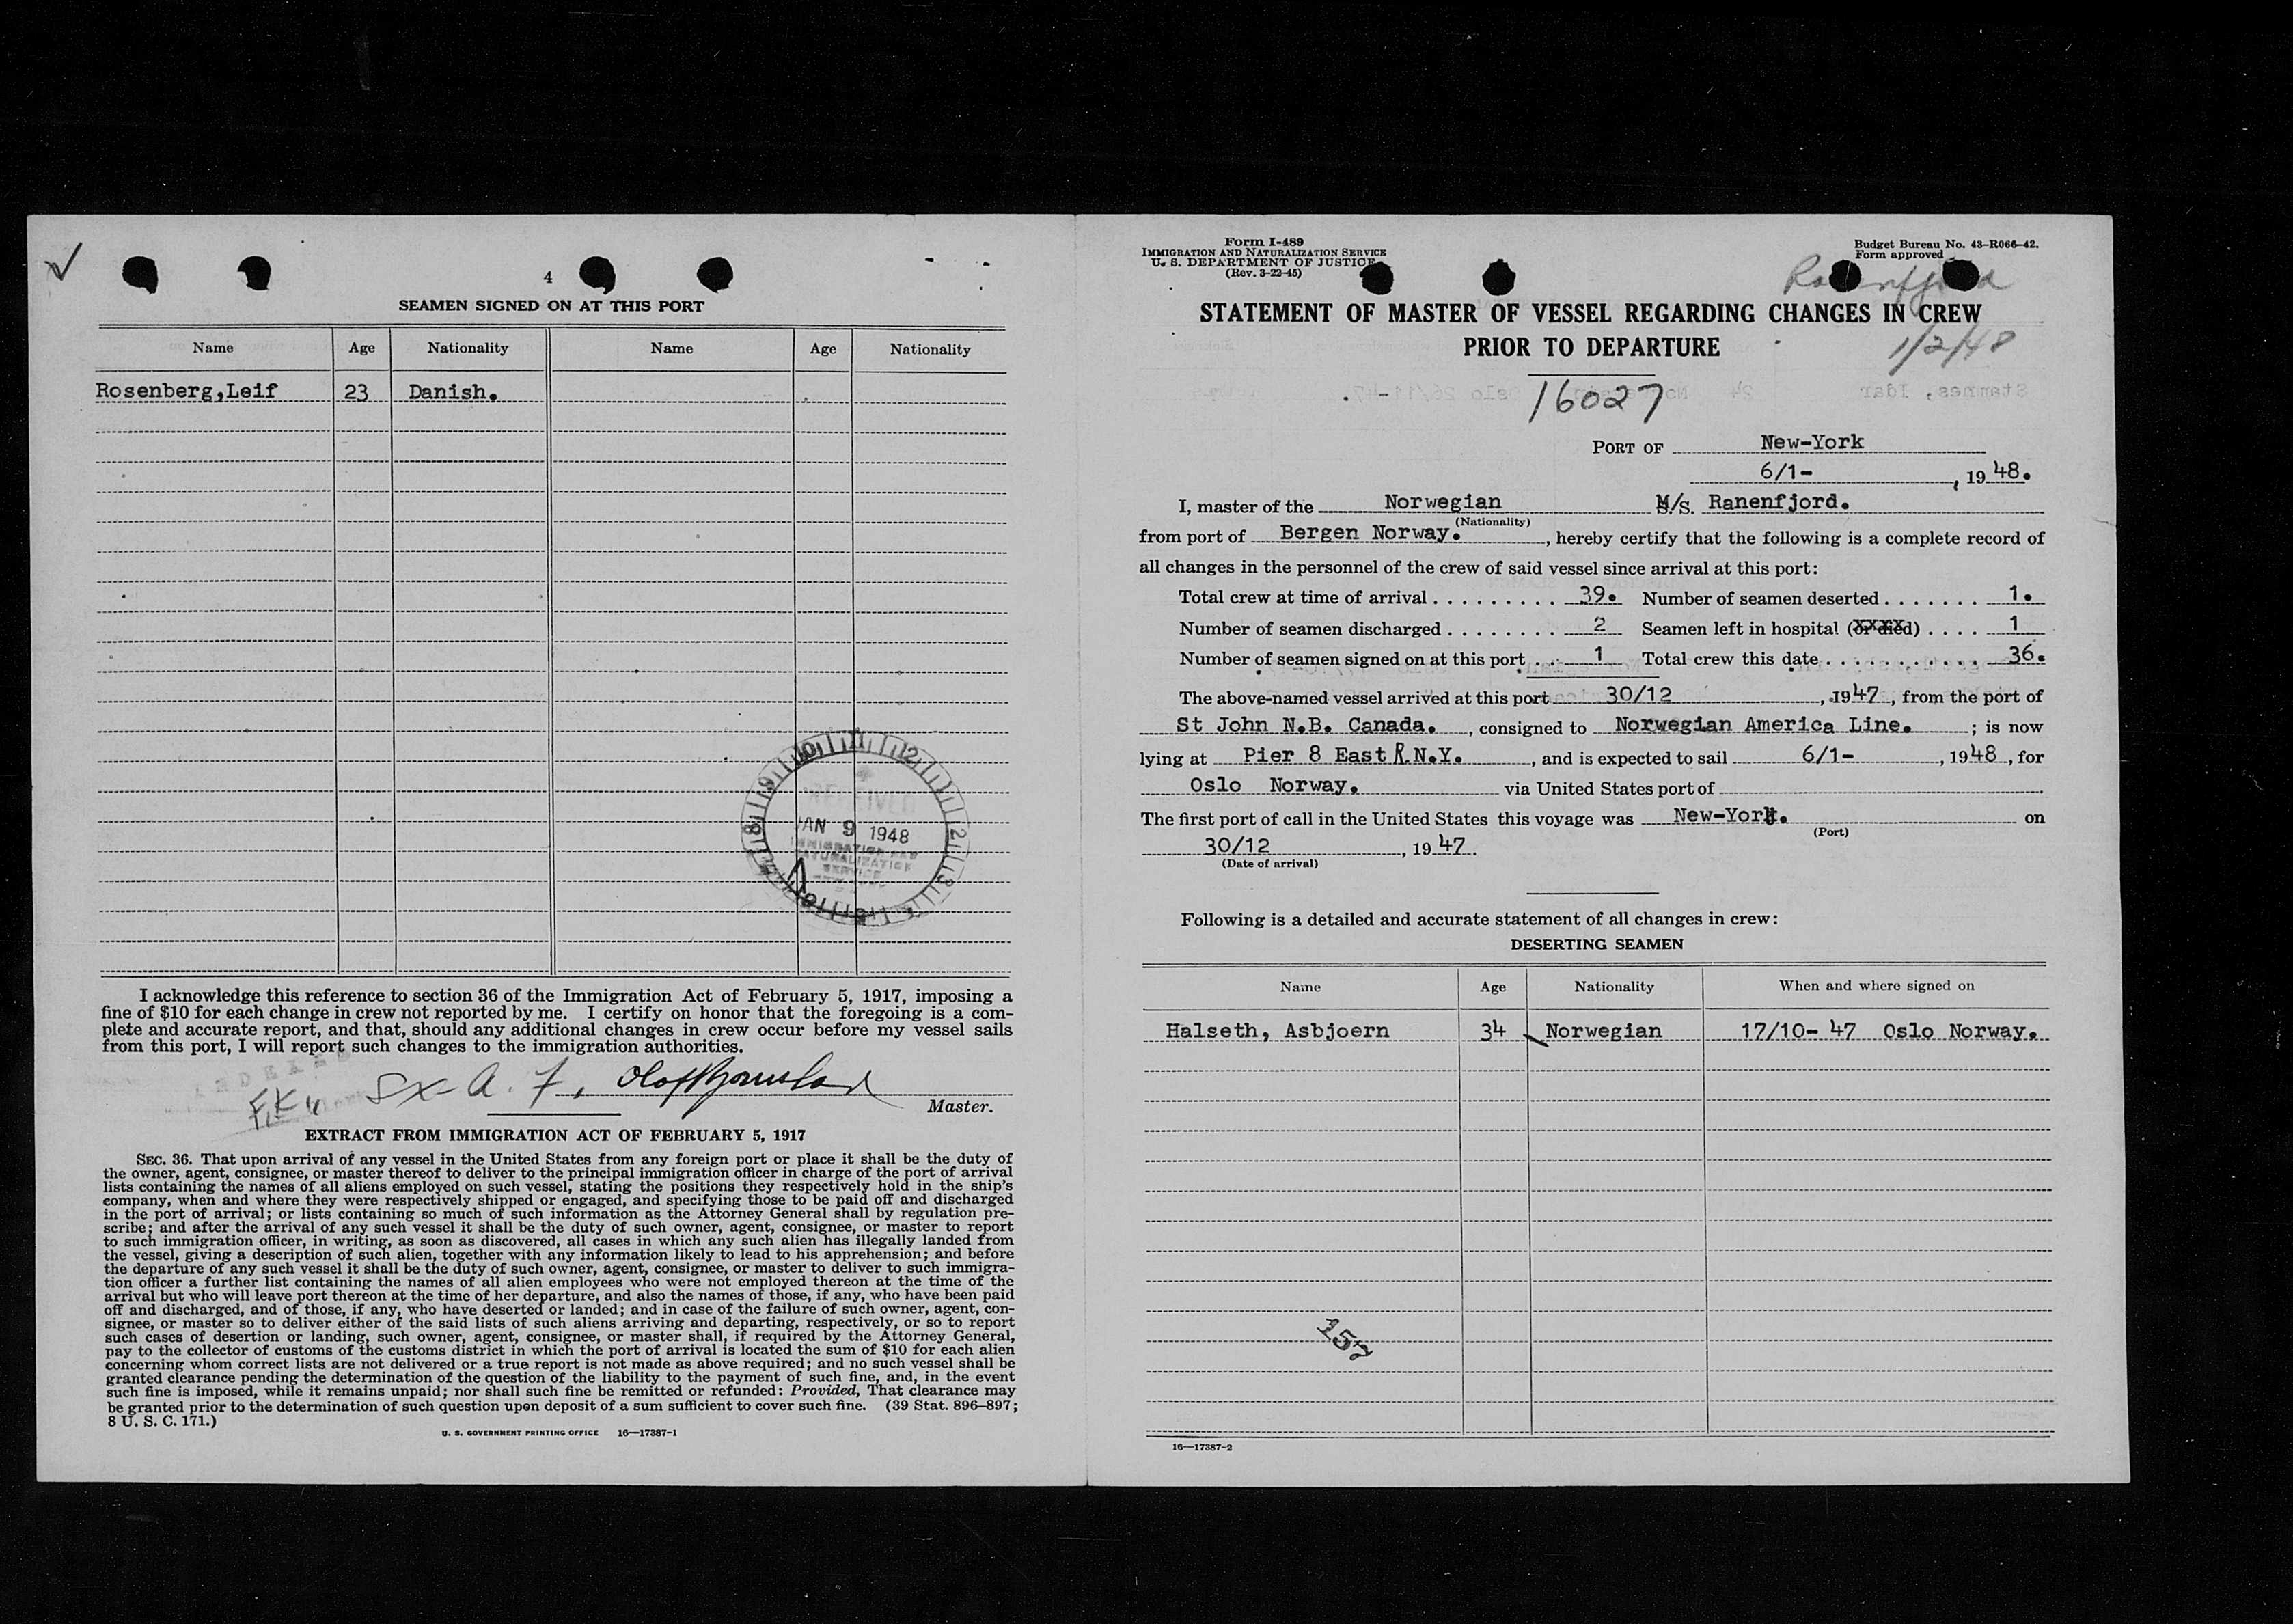 4
SEAMEN SIGNED ON AT THIS PORT
Name Age Nationality Name Age Nationality
Rosenberg,Leif 23 Danish.
JAN 9 1948
I acknowledge this reference to section 36 of the Immigration Act of February 5, 1917, imposing a
fine of $10 for each change in crew not reported by me. I certify on honor that the foregoing is a com-
plete and accurate report, and that, should any additional changes in crew occur before my vessel sails
from this port, I will report such changes to the immigration authorities.
Master.
EXTRACT FROM IMMIGRATION ACT OF FEBRUARY 5, 1917
SEC. 36. That upon arrival of any vessel in the United States from any foreign port or place it shall be the duty of
the owner, agent, consignee, or master thereof to deliver to the principal immigration officer in charge of the port of arrival
lists containing the names of all aliens employed on such vessel, stating the positions they respectively hold in the ship's
company, when and where they were respectively shipped or engaged, and specifying those to be paid off and discharged
in the port of arrival; or lists containing so much of such information as the Attorney General shall by regulation pre-
scribe; and after the arrival of any such vessel it shall be the duty of such owner, agent, consignee, or master to report
to such immigration officer, in writing, as soon as discovered, all cases in which any such alien has illegally landed from
the vessel, giving a description of such alien, together with any information likely to lead to his apprehension; and before
the departure of any such vessel it shall be the duty of such owner, agent, consignee, or master to deliver to such immigra-
tion officer a further list containing the names of all alien employees who were not employed thereon at the time of the
arrival but who will leave port thereon at the time of her departure, and also the names of those, if any, who have been paid
off and discharged, and of those, if any, who have deserted or landed; and in case of the failure of such owner, agent, con-
signee, or master so to deliver either of the said lists of such aliens arriving and departing, respectively, or so to report
such cases of desertion or landing, such owner, agent, consignee, or master shall, if required by the Attorney General,
pay to the collector of customs of the customs district in which the port of arrival is located the sum of $10 for each alien
concerning whom correct lists are not delivered or a true report is not made as above required; and no such vessel shall be
granted clearance pending the determination of the question of the liability to the payment of such fine, and, in the event
such fine is imposed, while it remains unpaid; nor shall such fine be remitted or refunded: Provided, That clearance may
be granted prior to the determination of such question upon deposit of a sum sufficient to cover such fine. (39 Stat. 896–897;
8 U. S. C. 171.)
U. S. GOVERNMENT PRINTING OFFICE 16—17387-1
Form I-489
IMMIGRATION AND NATURALIZATION SERVICE
U. S. DEPARTMENT OF JUSTICE
(Rev. 3-22-45)
Budget Bureau No. 43-R066-42.
Form approved
STATEMENT OF MASTER OF VESSEL REGARDING CHANGES IN CREW
PRIOR TO DEPARTURE
1/2/48
16027
PORT OF New-York
6/1- , 19 48.
I, master of the Norwegian M/s. Ranenfjord.
(Nationality)
from port of Bergen Norway. , hereby certify that the following is a complete record of
all changes in the personnel of the crew of said vessel since arrival at this port:
Total crew at time of arrival . . . . . . . . . 39. Number of seamen deserted . . . . . . . 1.
Number of seamen discharged . . . . . . . . 2 Seamen left in hospital (or died) . . . . 1
Number of seamen signed on at this port . . . 1 Total crew this date . . . . . . . . . . . 36.
The above-named vessel arrived at this port 30/12 , 1947 , from the port of
St John N.B. Canada. , consigned to Norwegian America Line. ; is now
lying at Pier 8 East R.N.Y. , and is expected to sail 6/1- , 1948 , for
Oslo Norway. via United States port of
The first port of call in the United States this voyage was New-York. on
(Port)
30/12 , 19 47.
(Date of arrival)
Following is a detailed and accurate statement of all changes in crew:
DESERTING SEAMEN
Name Age Nationality When and where signed on
Halseth, Asbjoern 34 Norwegian 17/10- 47 Oslo Norway.
157
16—17387-2